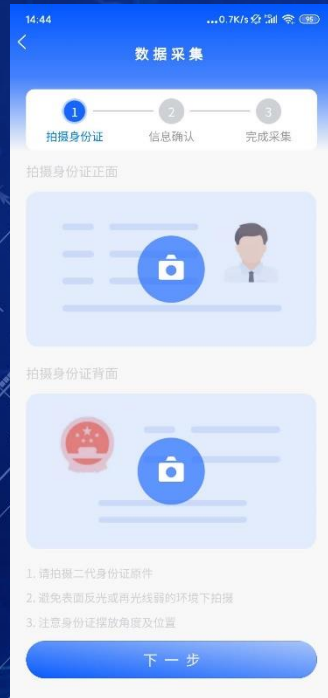 14:44
...0.7K/s 95
数据采集
1 2 3
拍摄身份证 信息确认 完成采集
拍摄身份证正面
拍摄身份证背面
1. 请拍摄二代身份证原件
2. 避免表面反光或再光线弱的环境下拍摄
3. 注意身份证摆放角度及位置
下一步